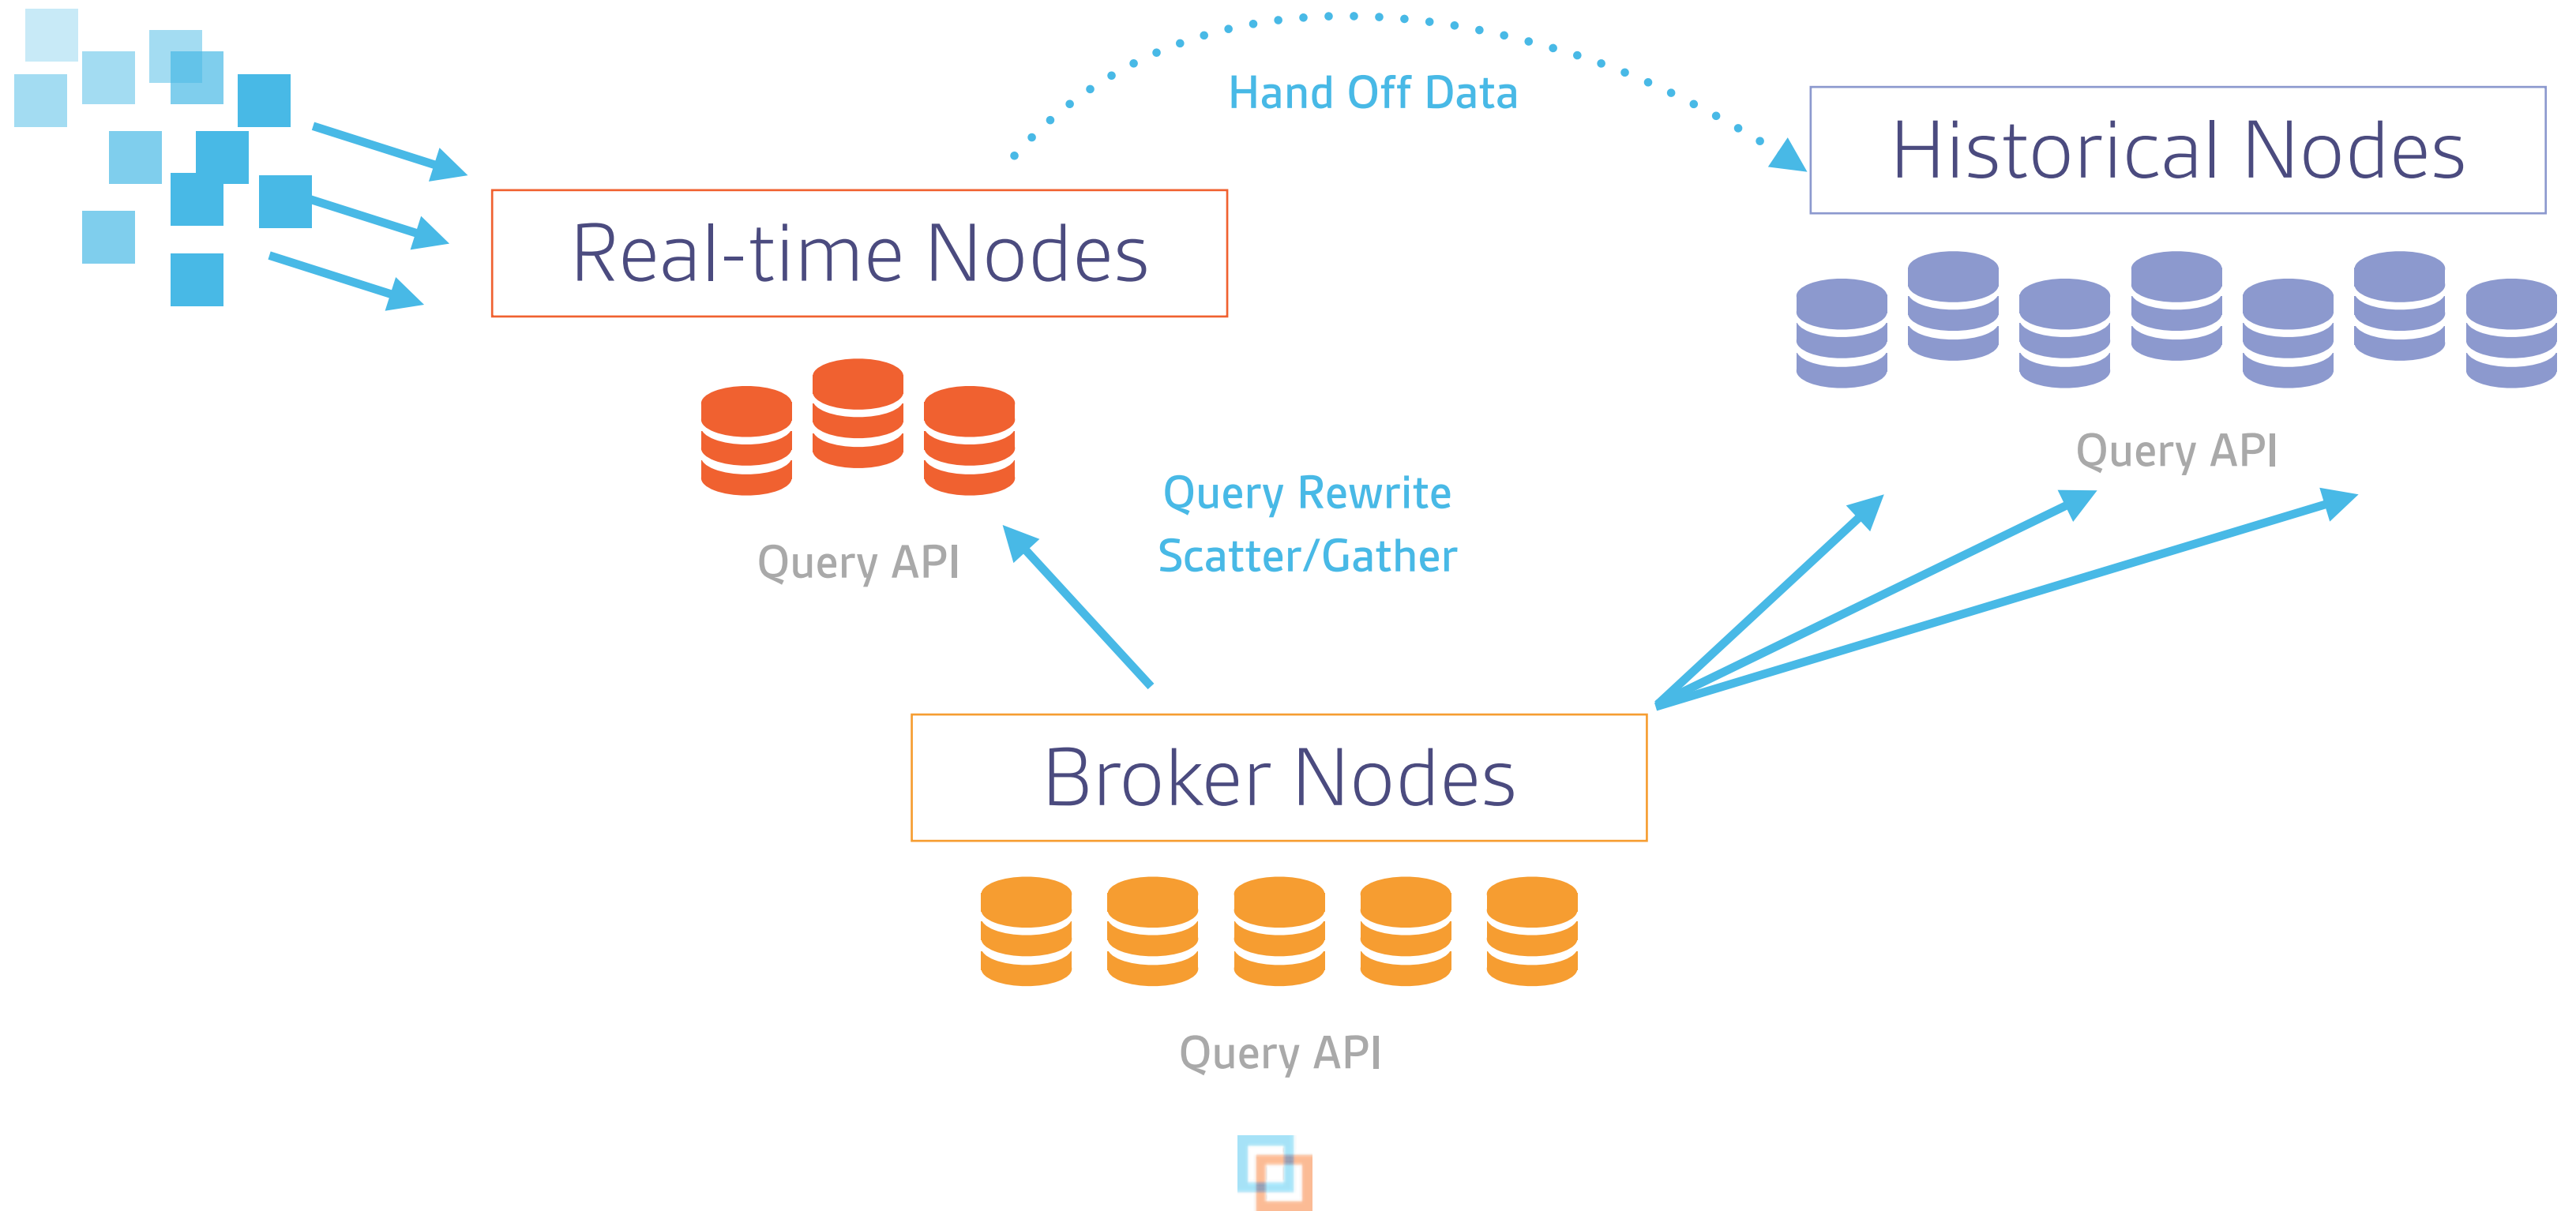 Hand Off Data
Historical Nodes
Real-time Nodes
Query API
Query Rewrite
Scatter/Gather
Query API
Broker Nodes
Query API